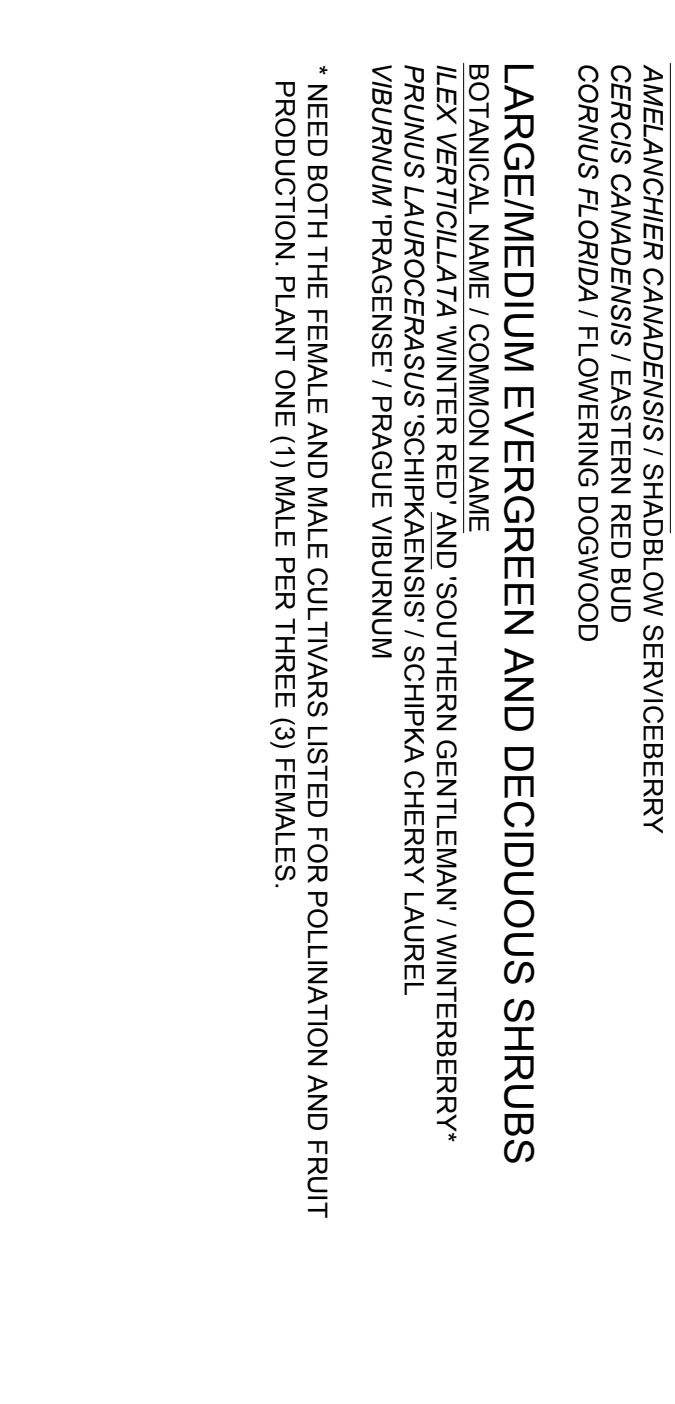 AMELANCHIER CANADENSIS / SHADBLOW SERVICEBERRY
CERCIS CANADENSIS / EASTERN RED BUD
CORNUS FLORIDA / FLOWERING DOGWOOD
LARGE/MEDIUM EVERGREEN AND DECIDUOUS SHRUBS
BOTANICAL NAME / COMMON NAME
ILEX VERTICILLATA 'WINTER RED' AND 'SOUTHERN GENTLEMAN' / WINTERBERRY*
PRUNUS LAUROCERASUS 'SCHIPKAENSIS' / SCHIPKA CHERRY LAUREL
VIBURNUM 'PRAGENSE' / PRAGUE VIBURNUM
* NEED BOTH THE FEMALE AND MALE CULTIVARS LISTED FOR POLLINATION AND FRUIT
PRODUCTION. PLANT ONE (1) MALE PER THREE (3) FEMALES.